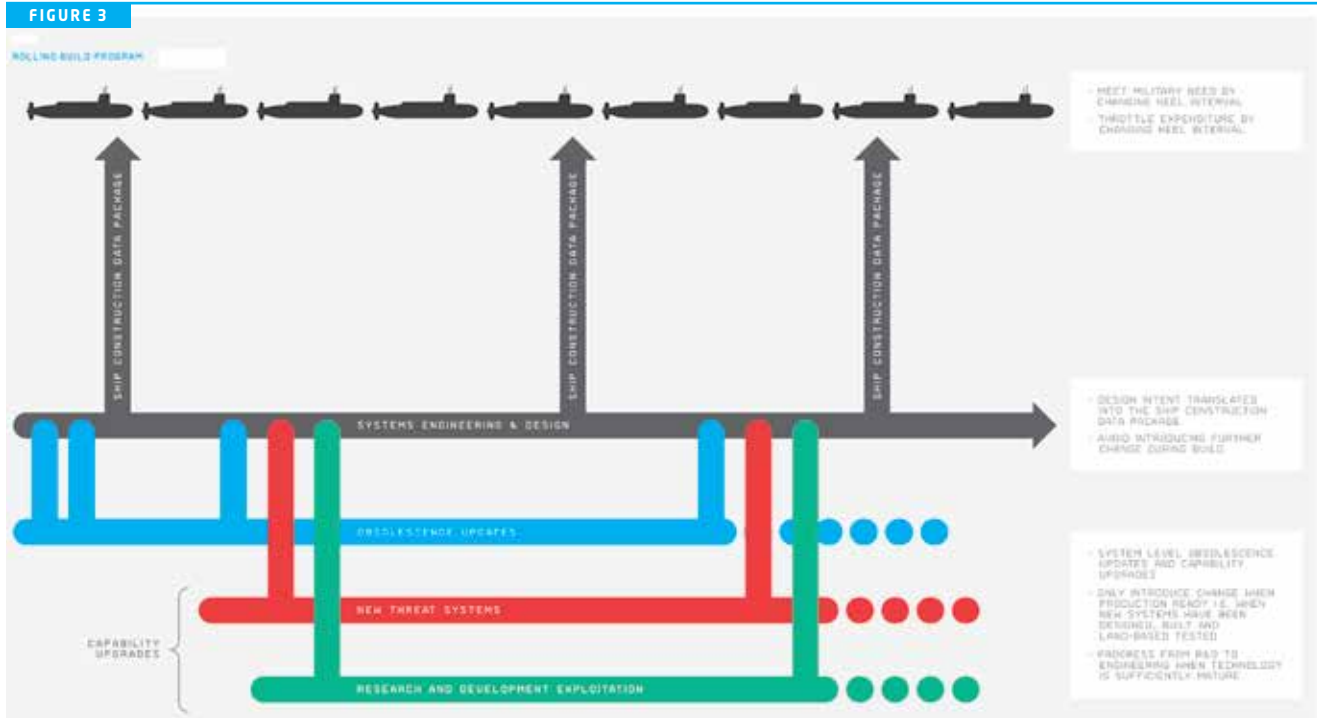 FIGURE 3
ROLLING BUILD PROGRAM
- MEET MILITARY NEED BY
CHANGING KEEL INTERVAL
- THROTTLE EXPENDITURE BY
CHANGING KEEL INTERVAL
SHIP CONSTRUCTION DATA PACKAGE
SHIP CONSTRUCTION DATA PACKAGE
SHIP CONSTRUCTION DATA PACKAGE
SYSTEMS ENGINEERING & DESIGN
- DESIGN INTENT TRANSLATED
INTO THE SHIP CONSTRUCTION
DATA PACKAGE
- AVOID INTRODUCING FURTHER
CHANGE DURING BUILD
OBSOLESCENCE UPDATES
NEW THREAT SYSTEMS
CAPABILITY
UPGRADES
RESEARCH AND DEVELOPMENT EXPLOITATION
- SYSTEM LEVEL OBSOLESCENCE
UPDATES AND CAPABILITY
UPGRADES
- ONLY INTRODUCE CHANGE WHEN
PRODUCTION READY I.E. WHEN
NEW SYSTEMS HAVE BEEN
DESIGNED, BUILT AND
LAND-BASED TESTED
- PROGRESS FROM R&D TO
ENGINEERING WHEN TECHNOLOGY
IS SUFFICIENTLY MATURE